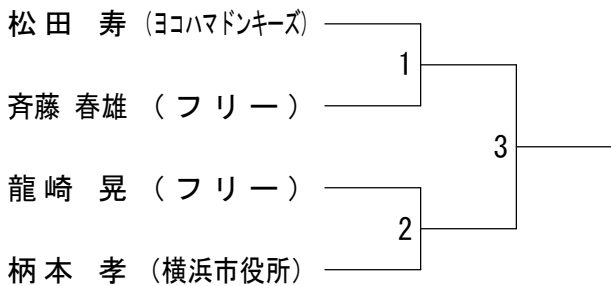 松田 寿 (ヨコハマドンキーズ)
1
斉藤 春雄 (フリー)
3
龍崎 晃 (フリー)
2
柄本 孝 (横浜市役所)